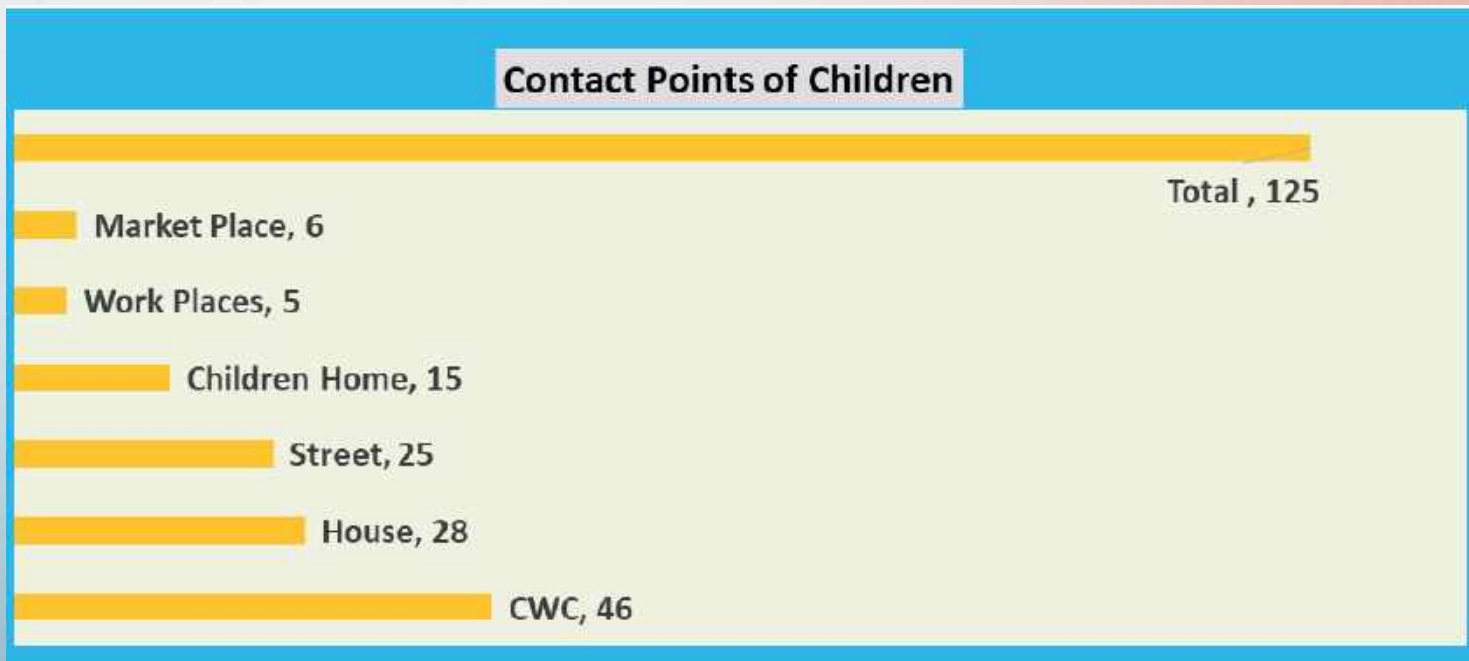 Contact Points of Children
Total , 125
Market Place, 6
Work Places, 5
Children Home, 15
Street, 25
House, 28
CWC, 46